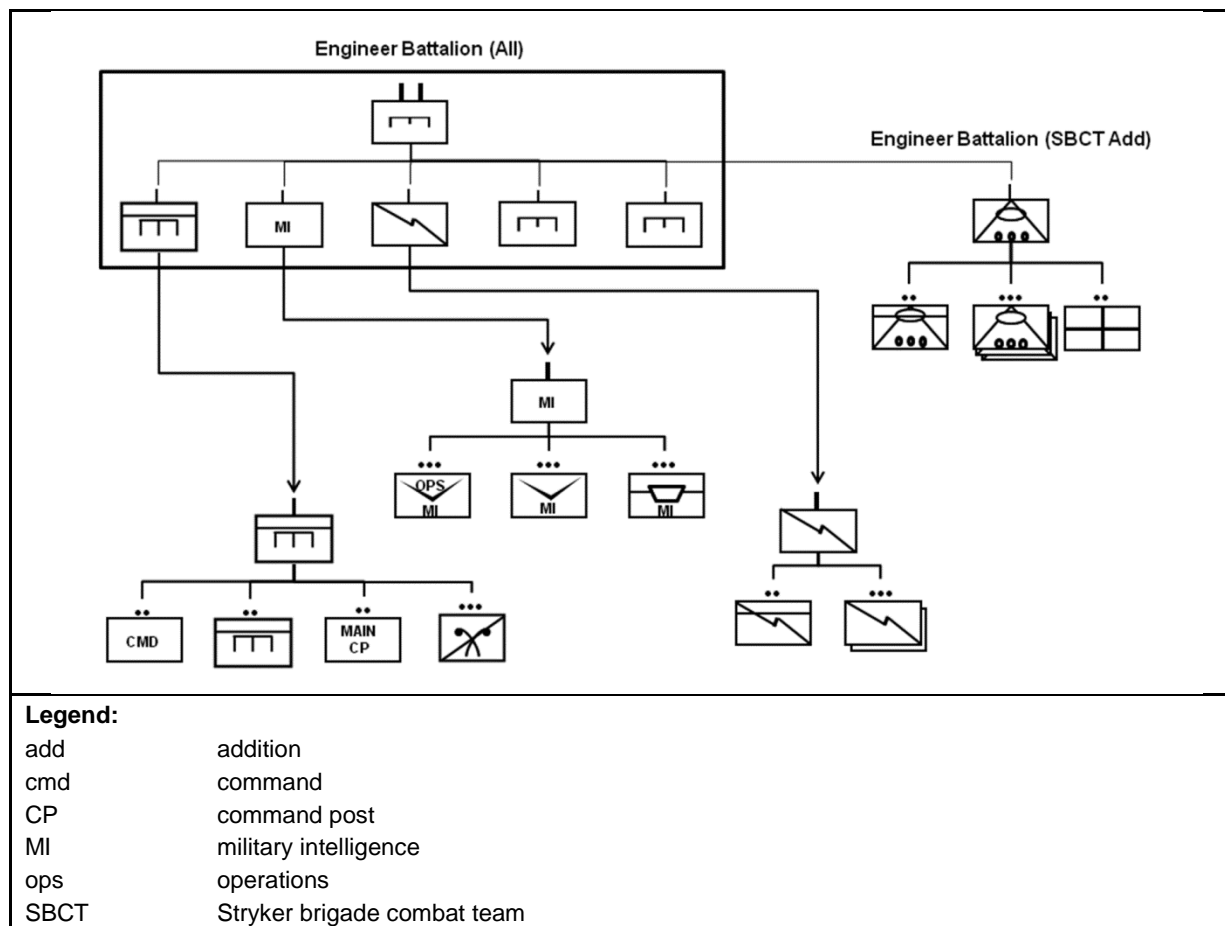 Engineer Battalion (All)
Engineer Battalion (SBCT Add)
MI
MI
OPS
MI
MI
MI
CMD
MAIN
CP
Legend:
add addition
cmd command
CP command post
MI military intelligence
ops operations
SBCT Stryker brigade combat team